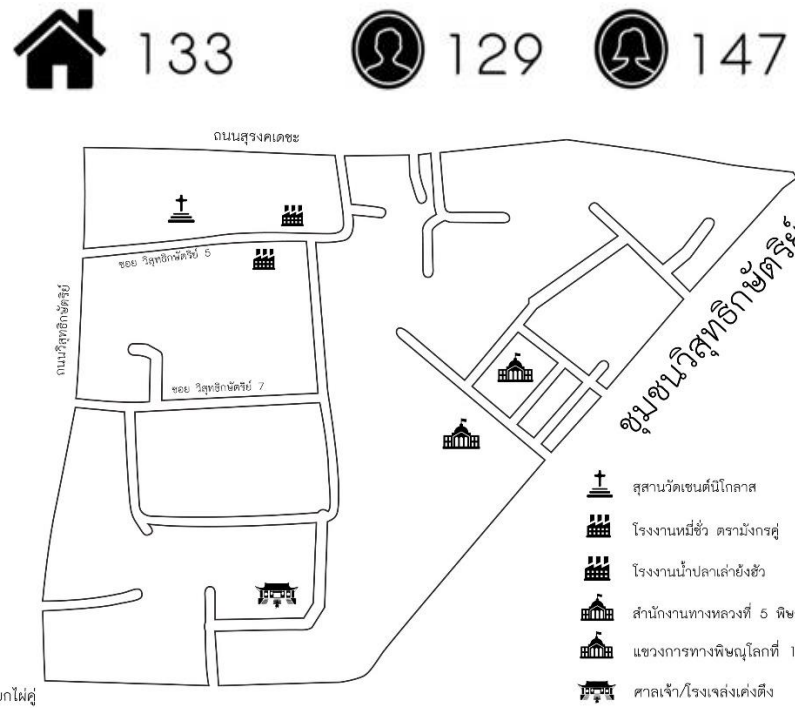 133
129
147
ถนนสุรงคเดชะ
ซอย วิสุทธิกษัตริย์ 5
ถนนวิสุทธิกษัตริย์
ซอย วิสุทธิกษัตริย์ 7
ชุมชนวิสุทธิกษัตริย์
สุสานวัดเซนต์นิโกลาส
โรงงานหมี่ซั่ว ตรามังกรคู่
โรงงานน้ำปลาเล่าย้งฮัว
สำนักงานทางหลวงที่ 5 พิษ
แขวงการทางพิษณุโลกที่ 1
ศาลเจ้า/โรงเจล่งเค่งตึง
ยกไผ่คู่